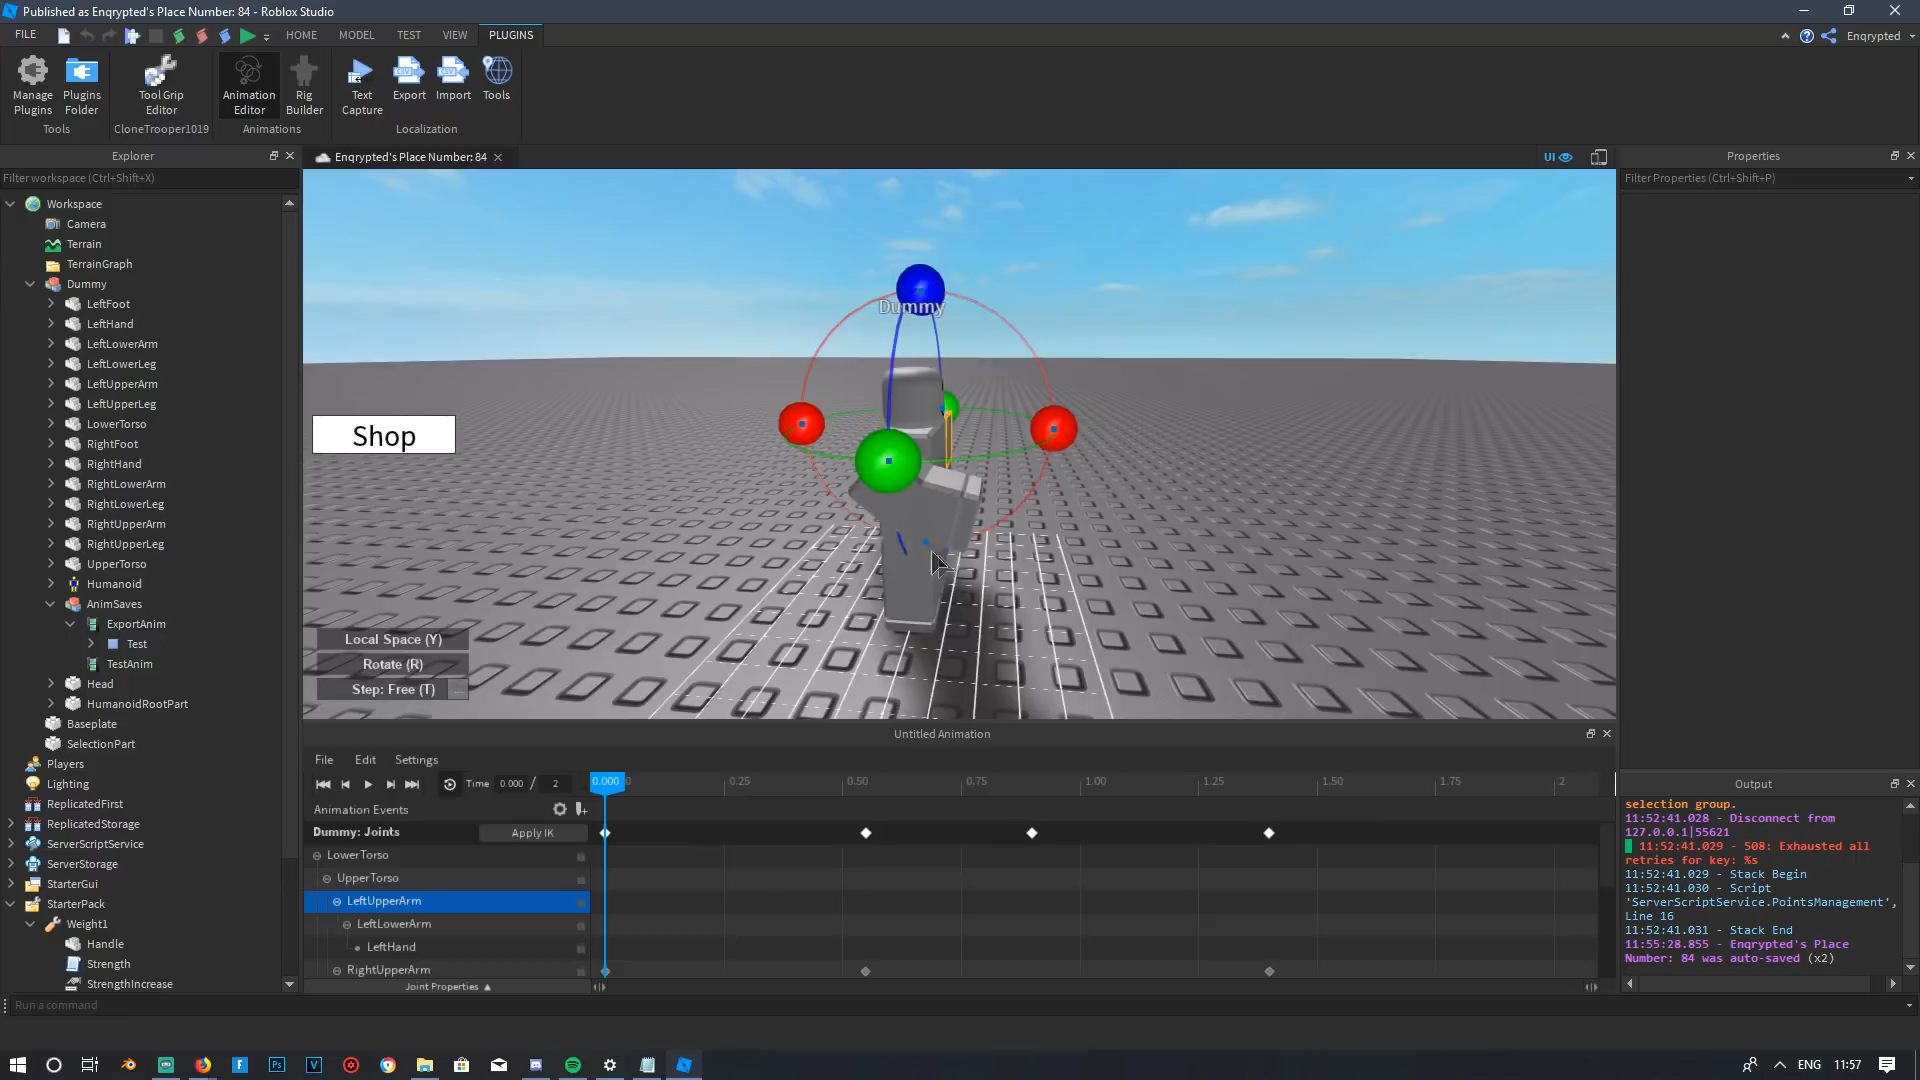 Published as Enqrypted's Place Number: 84 - Roblox Studio
FILE
HOME
MODEL
TEST
VIEW
PLUGINS
Enqrypted
Manage
Plugins
Plugins
Folder
Tool Grip
Editor
Animation
Editor
Rig
Builder
Text
Capture
Export
Import
Tools
Tools
CloneTrooper1019
Animations
Localization
Explorer
Filter workspace (Ctrl+Shift+X)
Workspace
Camera
Terrain
TerrainGraph
Dummy
LeftFoot
LeftHand
LeftLowerArm
LeftLowerLeg
LeftUpperArm
LeftUpperLeg
LowerTorso
RightFoot
RightHand
RightLowerArm
RightLowerLeg
RightUpperArm
RightUpperLeg
UpperTorso
Humanoid
AnimSaves
ExportAnim
Test
TestAnim
Head
HumanoidRootPart
Baseplate
SelectionPart
Players
Lighting
ReplicatedFirst
ReplicatedStorage
ServerScriptService
ServerStorage
StarterGui
StarterPack
Weight1
Handle
Strength
StrengthIncrease
Enqrypted's Place Number: 84
UI
Dummy
Shop
Local Space (Y)
Rotate (R)
Step: Free (T)
Untitled Animation
File
Edit
Settings
Time
0.000
/
2
0.000
0
0.25
0.50
0.75
1.00
1.25
1.50
1.75
2
Animation Events
Dummy: Joints
Apply IK
LowerTorso
UpperTorso
LeftUpperArm
LeftLowerArm
LeftHand
RightUpperArm
Joint Properties ▲
Properties
Filter Properties (Ctrl+Shift+P)
Output
selection group.
11:52:41.028 - Disconnect from
127.0.0.1|55621
11:52:41.029 - 508: Exhausted all
retries for key: %s
11:52:41.029 - Stack Begin
11:52:41.030 - Script
'ServerScriptService.PointsManagement',
Line 16
11:52:41.031 - Stack End
11:55:28.855 - Enqrypted's Place
Number: 84 was auto-saved (x2)
Run a command
F
Ps
V
ENG
11:57